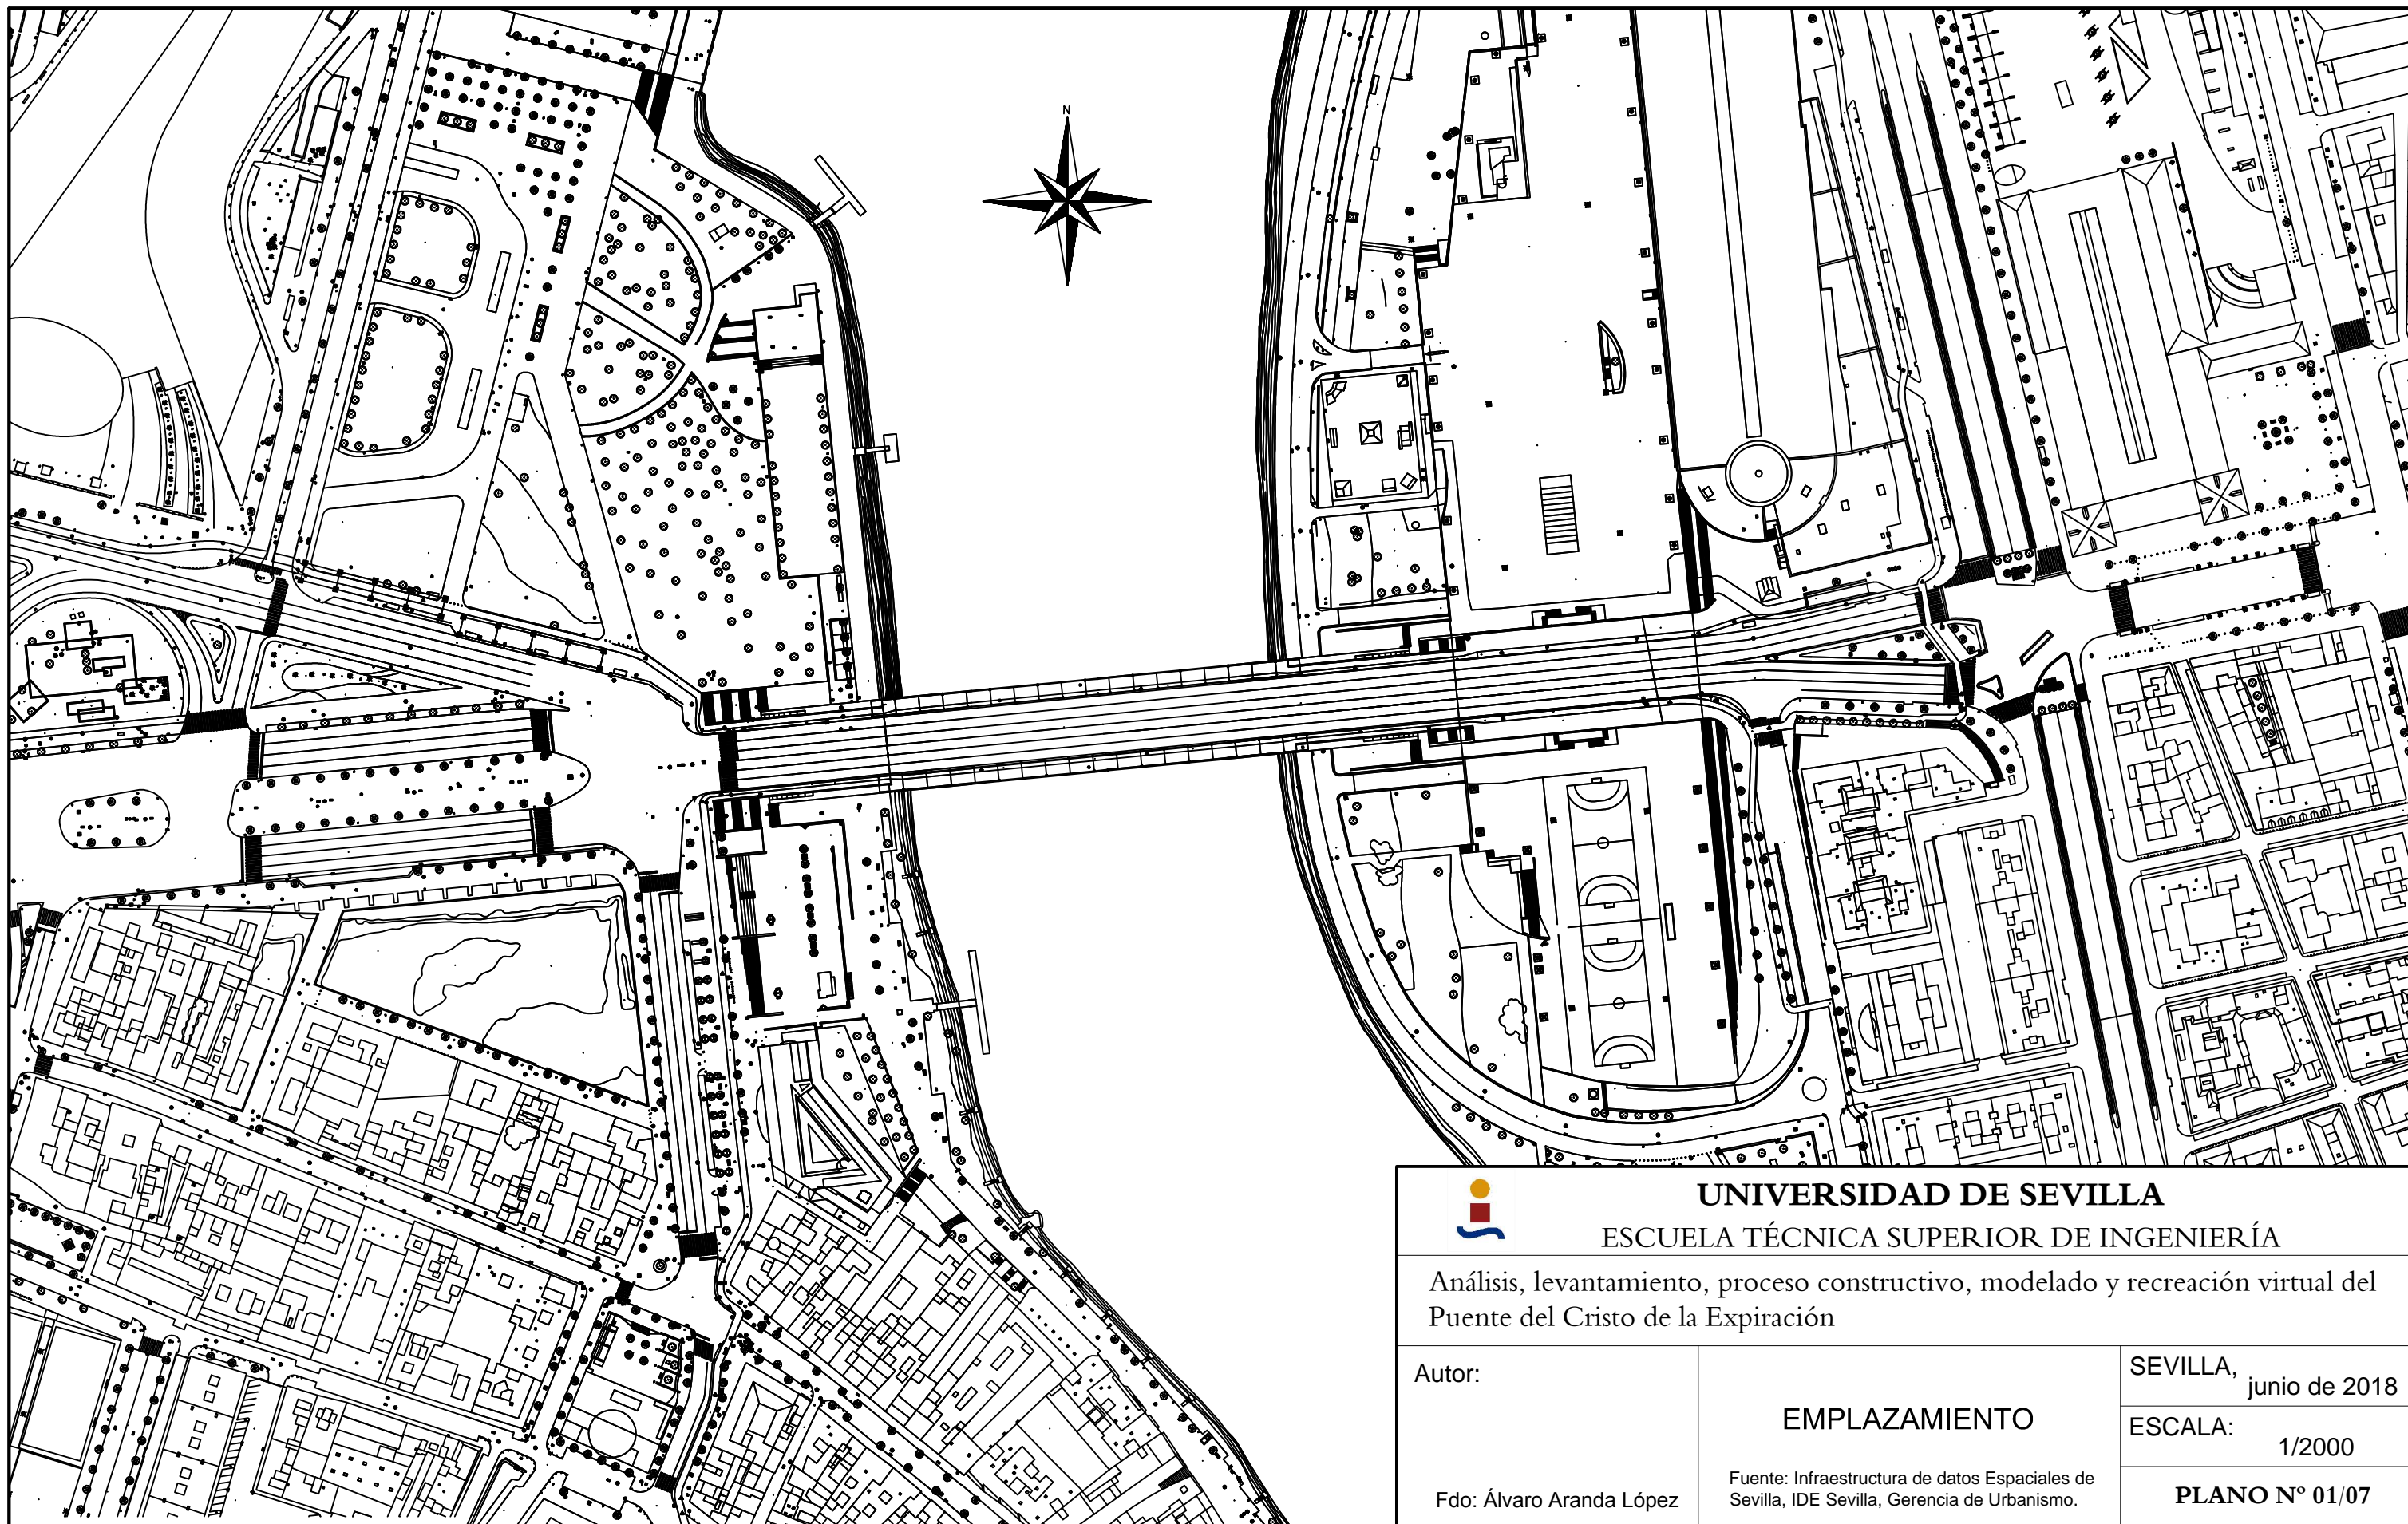 N
UNIVERSIDAD DE SEVILLA
ESCUELA TÉCNICA SUPERIOR DE INGENIERÍA
Análisis, levantamiento, proceso constructivo, modelado y recreación virtual del
Puente del Cristo de la Expiración
Autor:
Fdo: Álvaro Aranda López
EMPLAZAMIENTO
Fuente: Infraestructura de datos Espaciales de
Sevilla, IDE Sevilla, Gerencia de Urbanismo.
SEVILLA,
junio de 2018
ESCALA:
1/2000
PLANO Nº 01/07